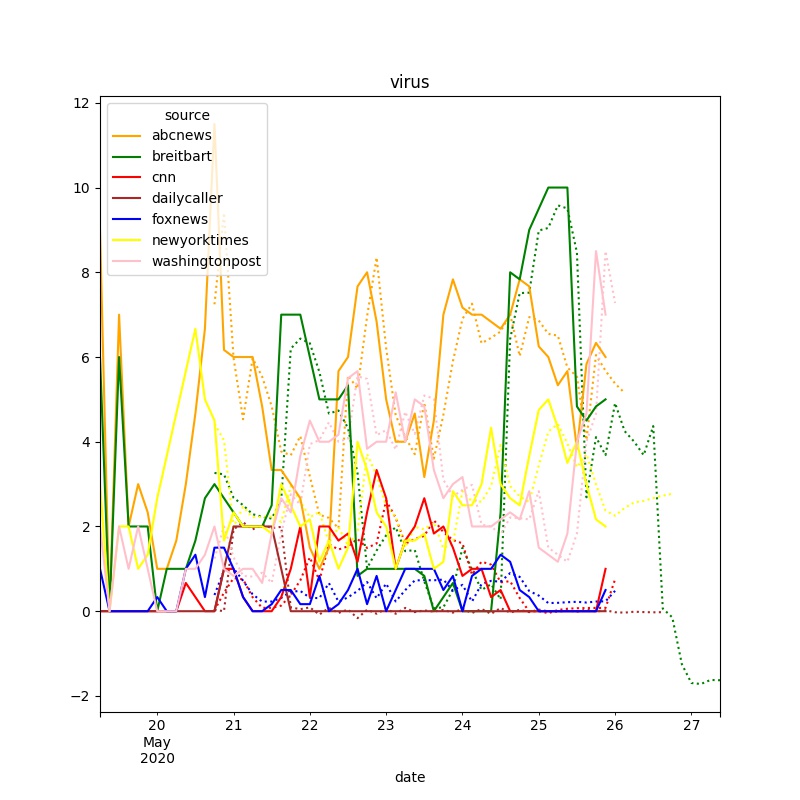 virus
12
10
8
6
4
2
0
−2
source
abcnews
breitbart
cnn
dailycaller
foxnews
newyorktimes
washingtonpost
20 21 22 23 24 25 26 27
May
2020
date